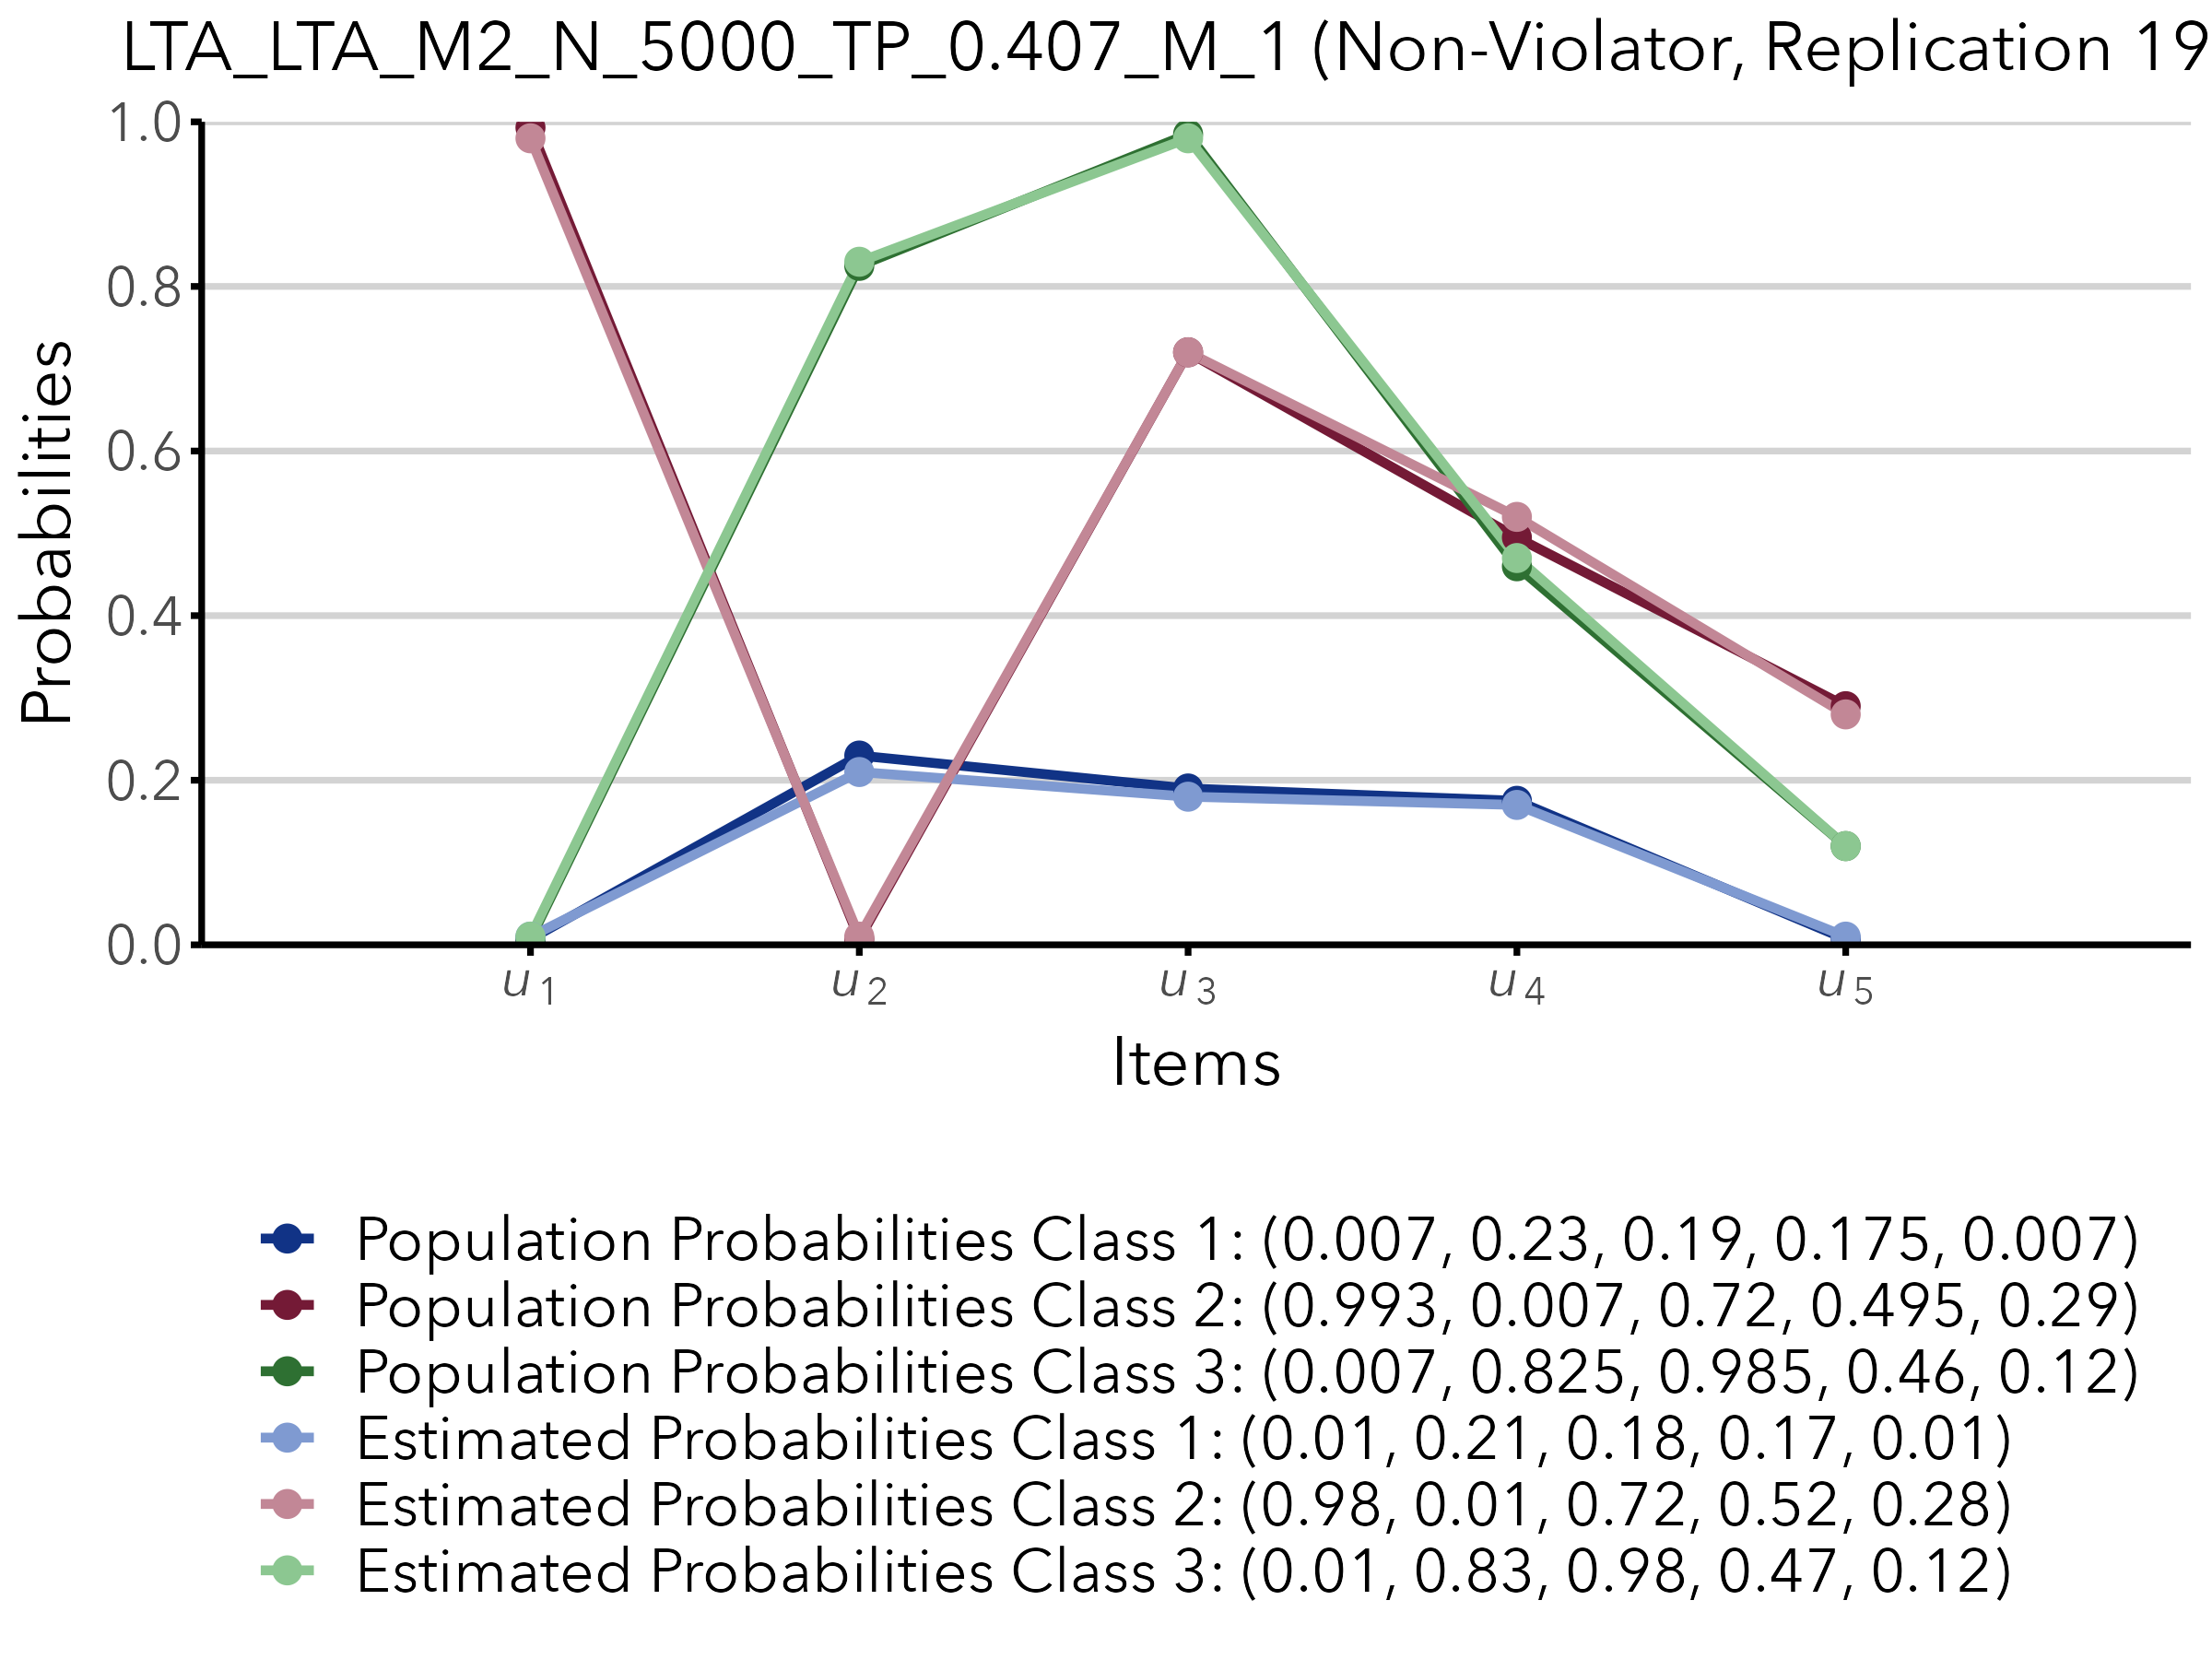 LTA_LTA_M2_N_5000_TP_0.407_M_1 (Non-Violator, Replication 19
1.0
0.8
0.6
0.4
0.2
0.0
Probabilities
u1 u2 u3 u4 u5
Items
Population Probabilities Class 1: (0.007, 0.23, 0.19, 0.175, 0.007)
Population Probabilities Class 2: (0.993, 0.007, 0.72, 0.495, 0.29)
Population Probabilities Class 3: (0.007, 0.825, 0.985, 0.46, 0.12)
Estimated Probabilities Class 1: (0.01, 0.21, 0.18, 0.17, 0.01)
Estimated Probabilities Class 2: (0.98, 0.01, 0.72, 0.52, 0.28)
Estimated Probabilities Class 3: (0.01, 0.83, 0.98, 0.47, 0.12)